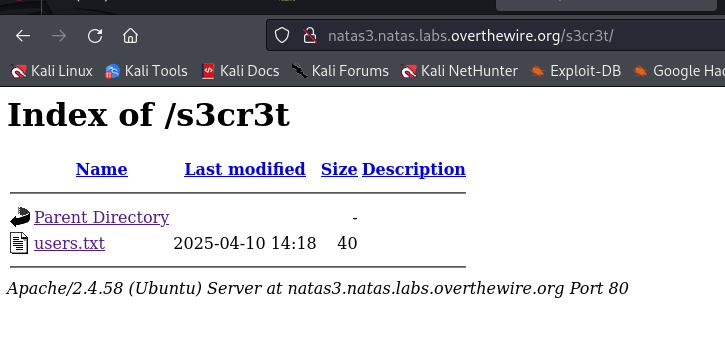 natas3.natas.labs.overthewire.org/s3cr3t/
Kali Linux Kali Tools Kali Docs Kali Forums Kali NetHunter Exploit-DB Google Hac
Index of /s3cr3t
Name Last modified Size Description
Parent Directory -
users.txt 2025-04-10 14:18 40
Apache/2.4.58 (Ubuntu) Server at natas3.natas.labs.overthewire.org Port 80